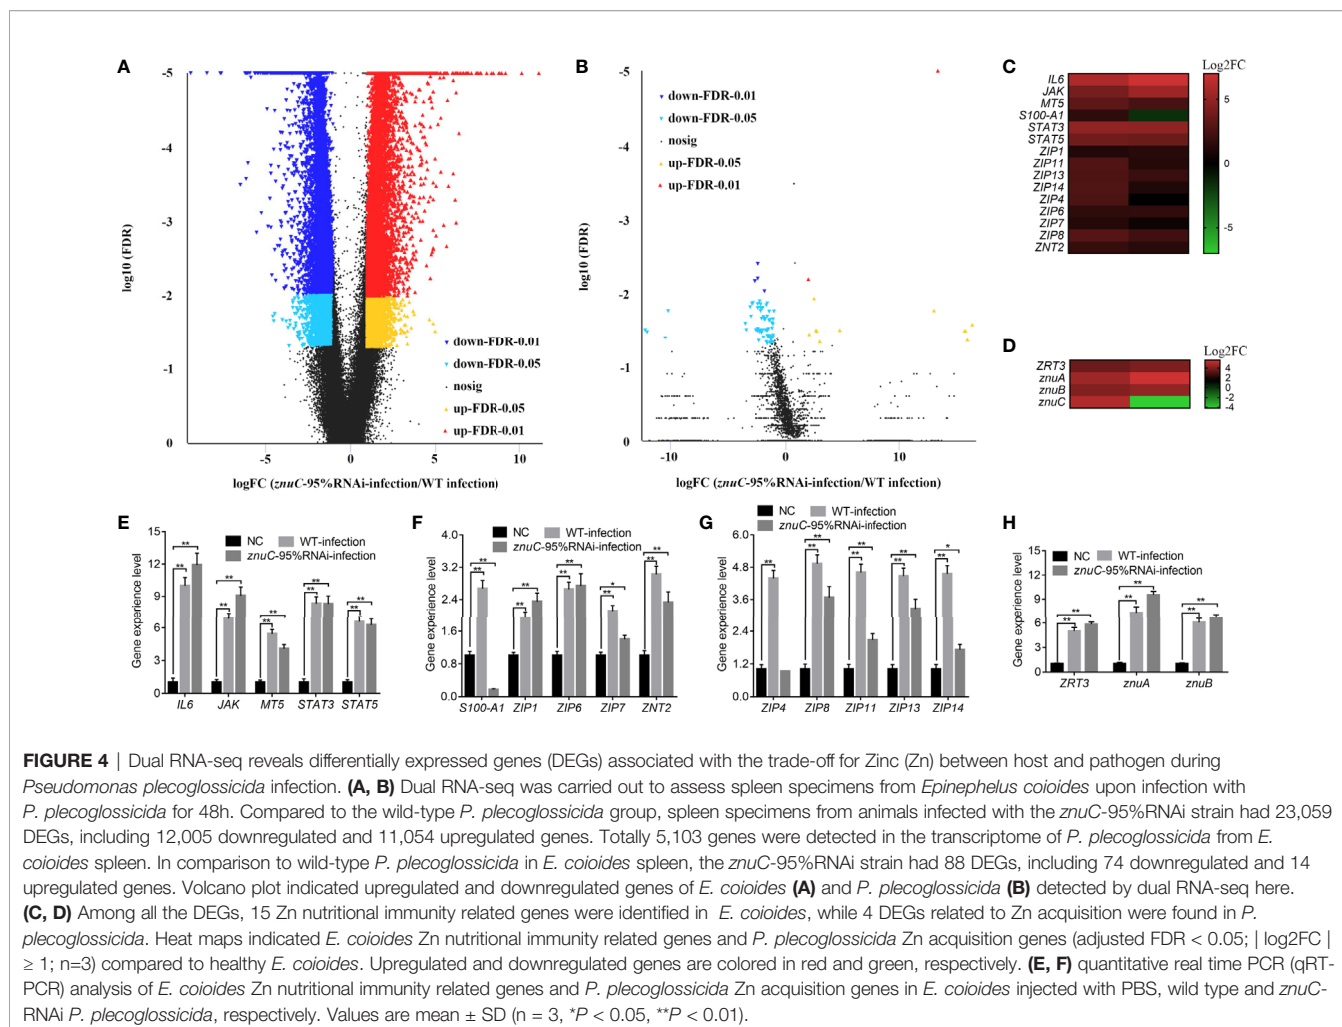 A
-5
-4
-3
-2
-1
0
log10 (FDR)
down-FDR-0.01
down-FDR-0.05
nosig
up-FDR-0.05
up-FDR-0.01
-5 0 5 10
logFC (znuC-95%RNAi-infection/WT infection)
B
-5
-4
-3
-2
-1
0
log10 (FDR)
down-FDR-0.01
down-FDR-0.05
nosig
up-FDR-0.05
up-FDR-0.01
-10 0 10
logFC (znuC-95%RNAi-infection/WT infection)
C
Log2FC
IL6
JAK
MT5
S100-A1
STAT3
STAT5
ZIP1
ZIP11
ZIP13
ZIP14
ZIP4
ZIP6
ZIP7
ZIP8
ZNT2
5
0
-5
D
Log2FC
ZRT3
znuA
znuB
znuC
4
2
0
-2
-4
E
NC WT-infection
znuC-95%RNAi-infection
Gene experience level
15
12
9
6
3
0
** ** ** ** ** ** ** ** ** **
IL6 JAK MT5 STAT3 STAT5
F
NC WT-infection
znuC-95%RNAi-infection
Gene experience level
4.0
3.2
2.4
1.6
0.8
0.0
** ** ** ** ** ** * ** ** **
S100-A1 ZIP1 ZIP6 ZIP7 ZNT2
G
NC WT-infection
znuC-95%RNAi-infection
Gene experience level
6.0
4.8
3.6
2.4
1.2
0.0
** ** ** ** ** ** ** * **
ZIP4 ZIP8 ZIP11 ZIP13 ZIP14
H
NC WT-infection
znuC-95%RNAi-infection
Gene experience level
15
12
9
6
3
0
** ** ** ** ** **
ZRT3 znuA znuB
FIGURE 4 | Dual RNA-seq reveals differentially expressed genes (DEGs) associated with the trade-off for Zinc (Zn) between host and pathogen during
Pseudomonas plecoglossicida infection. (A, B) Dual RNA-seq was carried out to assess spleen specimens from Epinephelus coioides upon infection with
P. plecoglossicida for 48h. Compared to the wild-type P. plecoglossicida group, spleen specimens from animals infected with the znuC-95%RNAi strain had 23,059
DEGs, including 12,005 downregulated and 11,054 upregulated genes. Totally 5,103 genes were detected in the transcriptome of P. plecoglossicida from E.
coioides spleen. In comparison to wild-type P. plecoglossicida in E. coioides spleen, the znuC-95%RNAi strain had 88 DEGs, including 74 downregulated and 14
upregulated genes. Volcano plot indicated upregulated and downregulated genes of E. coioides (A) and P. plecoglossicida (B) detected by dual RNA-seq here.
(C, D) Among all the DEGs, 15 Zn nutritional immunity related genes were identified in E. coioides, while 4 DEGs related to Zn acquisition were found in P.
plecoglossicida. Heat maps indicated E. coioides Zn nutritional immunity related genes and P. plecoglossicida Zn acquisition genes (adjusted FDR < 0.05; | log2FC |
≥ 1; n=3) compared to healthy E. coioides. Upregulated and downregulated genes are colored in red and green, respectively. (E, F) quantitative real time PCR (qRT-
PCR) analysis of E. coioides Zn nutritional immunity related genes and P. plecoglossicida Zn acquisition genes in E. coioides injected with PBS, wild type and znuC-
RNAi P. plecoglossicida, respectively. Values are mean ± SD (n = 3, *P < 0.05, **P < 0.01).